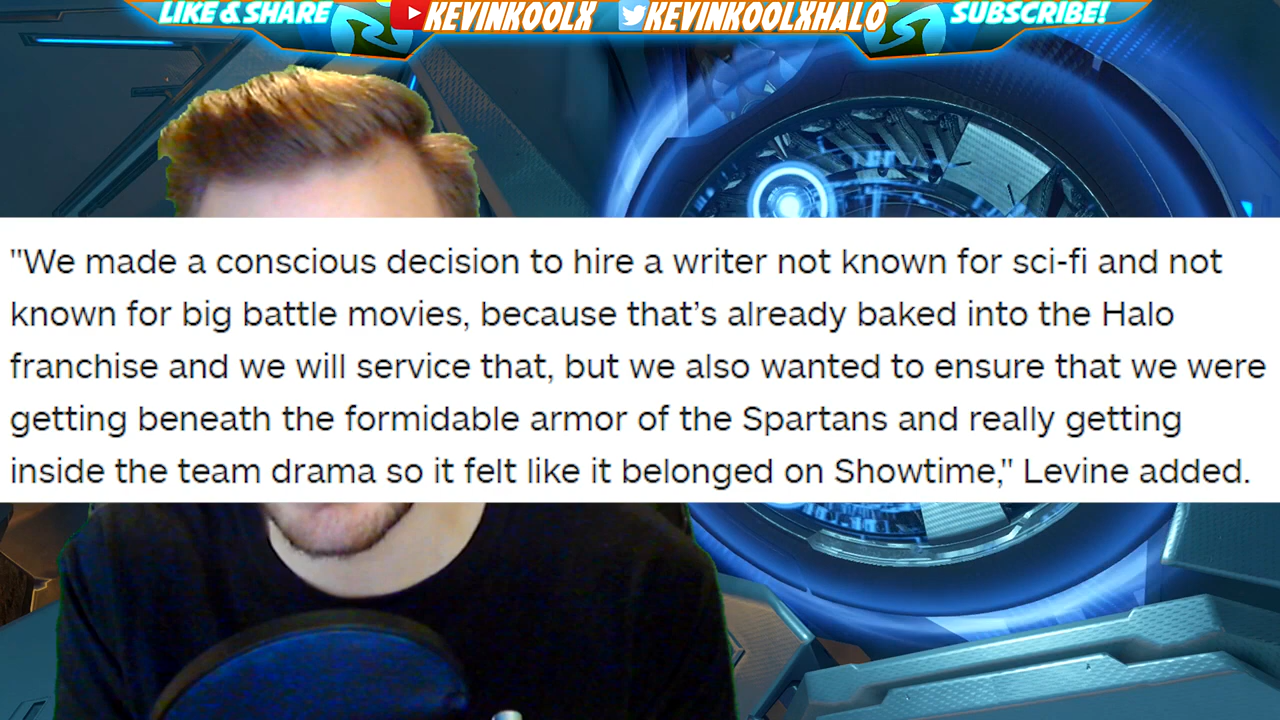 LIKE & SHARE KEVINKOOLX KEVINKOOLXHALO SUBSCRIBE!
"We made a conscious decision to hire a writer not known for sci-fi and not
known for big battle movies, because that’s already baked into the Halo
franchise and we will service that, but we also wanted to ensure that we were
getting beneath the formidable armor of the Spartans and really getting
inside the team drama so it felt like it belonged on Showtime," Levine added.